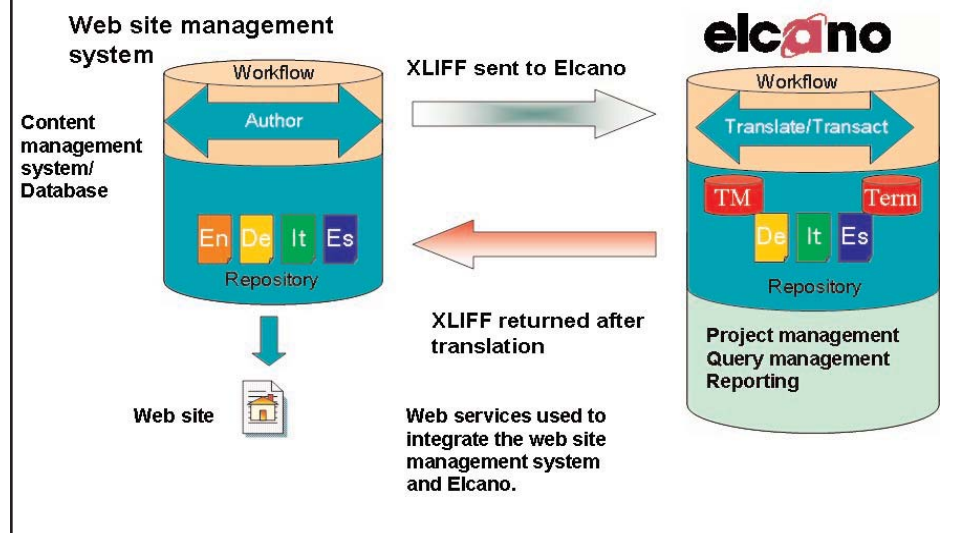 Web site management
system
Workflow
Author
Content
management
system/
Database
En De It Es
Repository
Web site
XLIFF sent to Elcano
XLIFF returned after
translation
Web services used to
integrate the web site
management system
and Elcano.
elcano
Workflow
Translate/Transact
TM Term
De It Es
Repository
Project management
Query management
Reporting